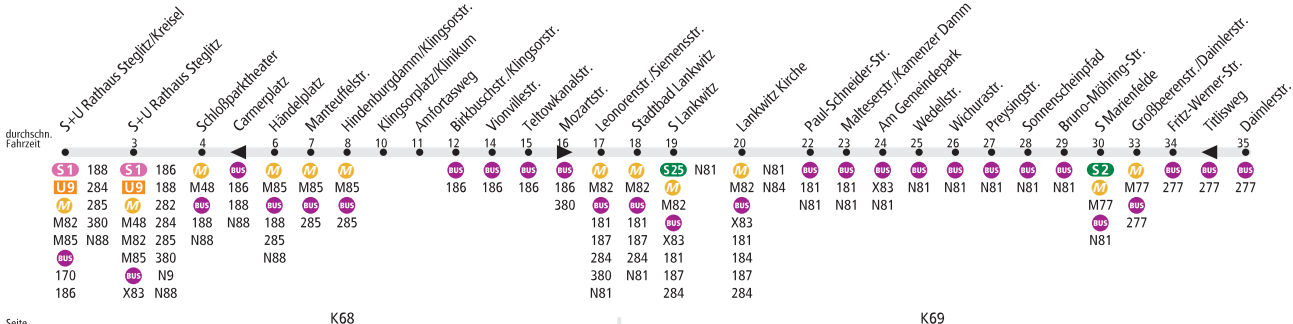 S+U Rathaus Steglitz/Kreisel
S+U Rathaus Steglitz
Schloßparktheater
Carmerplatz
Händelplatz
Manteuffelstr.
Hindenburgdamm/Klingsorstr.
Klingsorplatz/Klinikum
Amfortasweg
Birkbuschstr./Klingsorstr.
Vionvillestr.
Teltowkanalstr.
Mozartstr.
Leonorenstr./Siemensstr.
Stadtbad Lankwitz
S Lankwitz
Lankwitz Kirche
Paul-Schneider-Str.
Malteserstr./Kamenzer Damm
Am Gemeindepark
Wedellstr.
Wichurastr.
Preysingstr.
Sonnenscheinpfad
Bruno-Möhring-Str.
S Marienfelde
Großbeerenstr./Daimlerstr.
Fritz-Werner-Str.
Titlisweg
Daimlerstr.
durchschn.
Fahrzeit
3 4 6 7 8 10 11 12 14 15 16 17 18 19 20 22 23 24 25 26 27 28 29 30 33 34 35
S1 188 S1 186 M BUS M M M BUS BUS BUS BUS M M S25 N81 M N81 BUS BUS BUS BUS BUS BUS BUS BUS S2 M BUS BUS BUS
U9 284 U9 188 M48 186 M85 M85 M85 186 186 186 186 M82 M82 M M82 N84 181 181 X83 N81 N81 N81 N81 N81 M M77 277 277 277
M 285 M 282 BUS 188 BUS BUS BUS 380 BUS BUS M82 BUS N81 N81 N81 M77 BUS
M82 380 M48 284 188 N88 188 285 285 181 181 BUS X83 BUS 277
M85 N88 M82 285 N88 285 187 187 X83 181 N81
BUS M85 380 N88 284 284 181 184
170 BUS N9 380 N81 187 187
186 X83 N88 N81 284 284
Seite K68 K69